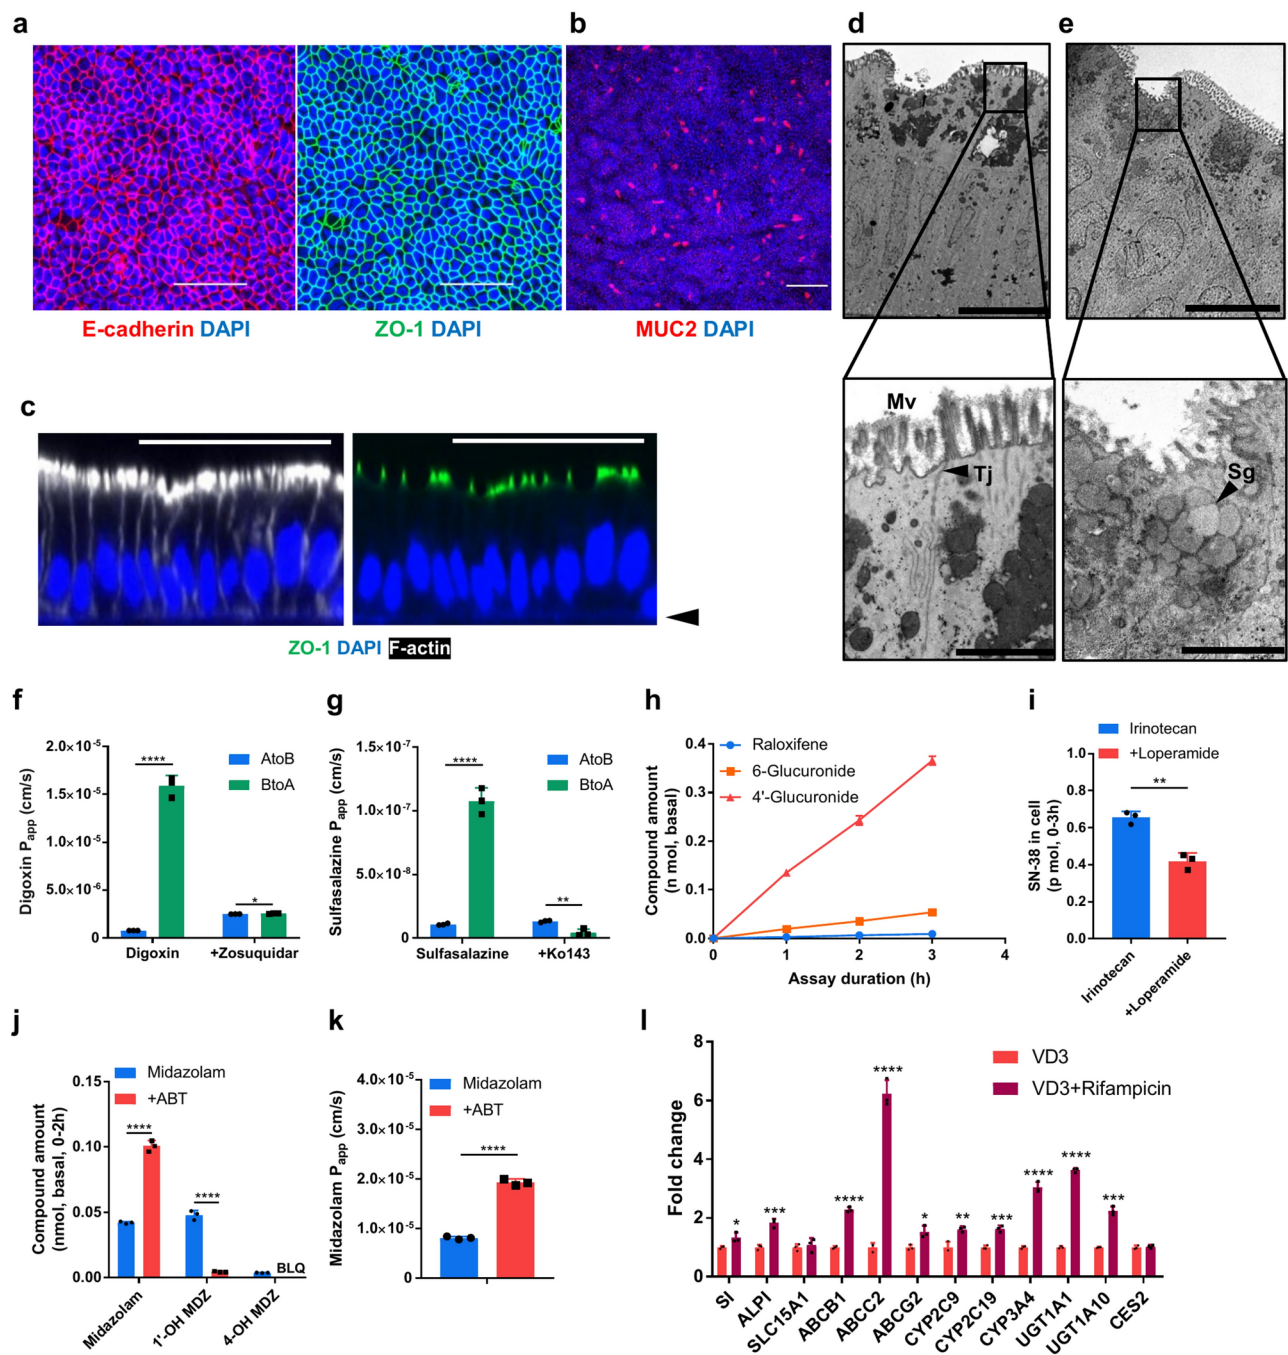 a
b
d
e
E-cadherin DAPI
ZO-1 DAPI
MUC2 DAPI
c
Mv
Tj
Sg
ZO-1 DAPI F-actin
f
Digoxin Papp (cm/s)
2.0×10-5
1.5×10-5
1.0×10-5
5.0×10-6
0
****
*
AtoB
BtoA
Digoxin
+Zosuquidar
g
Sulfasalazine Papp (cm/s)
1.5×10-7
1.0×10-7
5.0×10-8
0
****
**
AtoB
BtoA
Sulfasalazine
+Ko143
h
Compound amount
(n mol, basal)
0.4
0.3
0.2
0.1
0.0
Raloxifene
6-Glucuronide
4'-Glucuronide
0 1 2 3 4
Assay duration (h)
i
Irinotecan
+Loperamide
SN-38 in cell
(p mol, 0-3h)
1.0
0.8
0.6
0.4
0.2
0.0
**
Irinotecan
+Loperamide
j
Compound amount
(nmol, basal, 0-2h)
0.15
0.10
0.05
0.00
Midazolam
+ABT
****
****
BLQ
Midazolam
1'-OH MDZ
4-OH MDZ
k
Midazolam Papp (cm/s)
4.0×10-5
3.0×10-5
2.0×10-5
1.0×10-5
0
Midazolam
+ABT
****
l
Fold change
8
6
4
2
0
VD3
VD3+Rifampicin
*
***
****
****
*
**
***
****
****
***
SI
ALPI
SLC15A1
ABCB1
ABCC2
ABCG2
CYP2C9
CYP2C19
CYP3A4
UGT1A1
UGT1A10
CES2